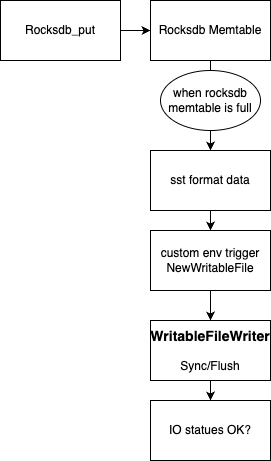 Rocksdb_put
Rocksdb Memtable
when rocksdb
memtable is full
sst format data
custom env trigger
NewWritableFile
WritableFileWriter
Sync/Flush
IO statues OK?